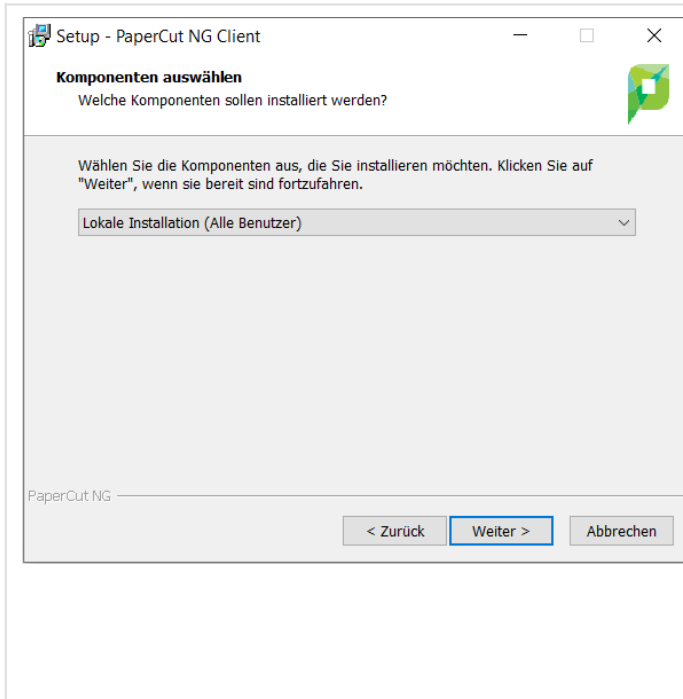 Setup - PaperCut NG Client
Komponenten auswählen
Welche Komponenten sollen installiert werden?
Wählen Sie die Komponenten aus, die Sie installieren möchten. Klicken Sie auf
"Weiter", wenn sie bereit sind fortzufahren.
Lokale Installation (Alle Benutzer)
PaperCut NG
< Zurück
Weiter >
Abbrechen